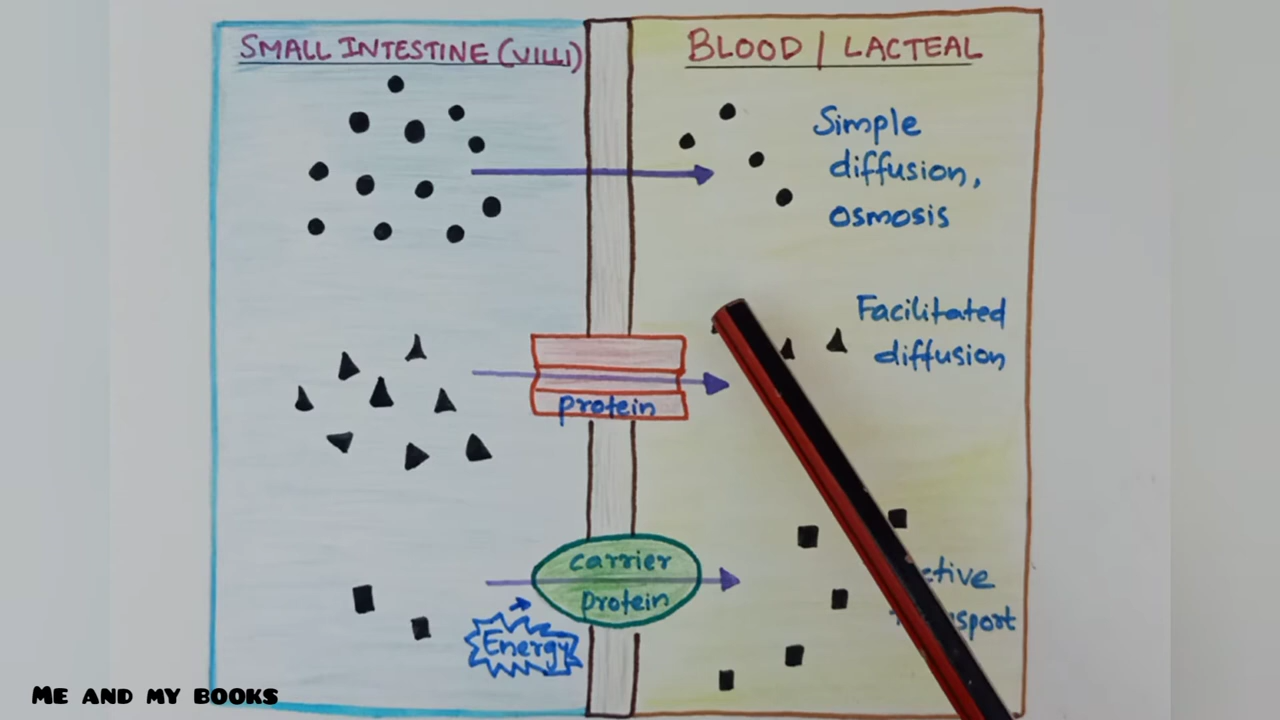 SMALL INTESTINE (VILLI)
BLOOD / LACTEAL
Simple
diffusion,
osmosis
Facilitated
diffusion
protein
carrier
protein
Energy
ME AND MY BOOKS